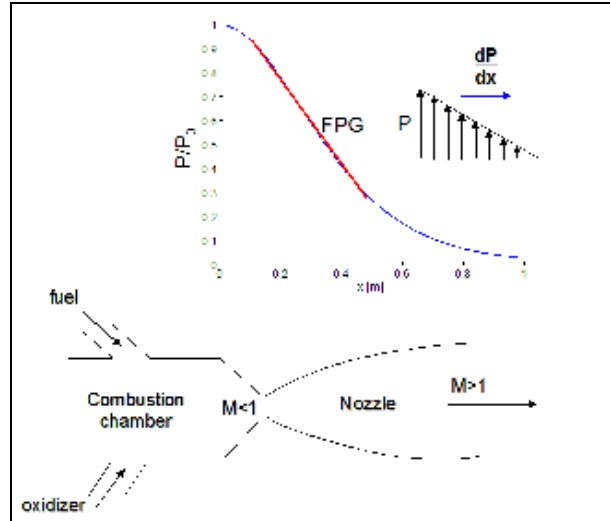 1
0.9
0.8
0.7
0.6
0.5
0.4
0.3
0.2
0.1
0
P/P0
FPG
dP
dx
P
0
0.2
0.4
0.6
0.8
1
x [m]
fuel
Combustion
chamber
M<1
Nozzle
M>1
oxidizer